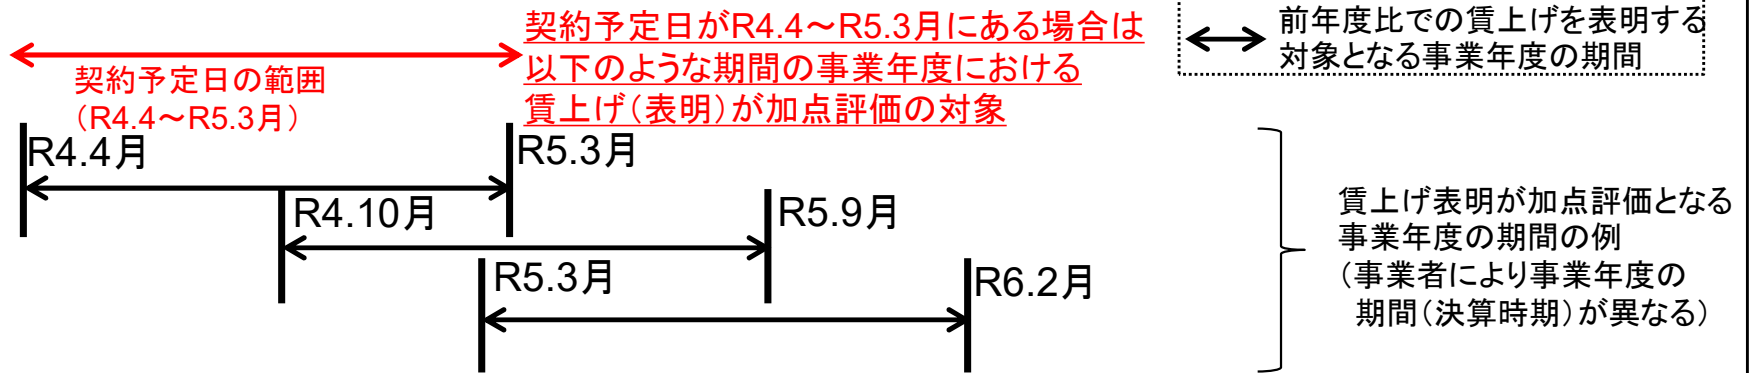 契約予定日の範囲
（R4.4～R5.3月）
契約予定日がR4.4～R5.3月にある場合は
以下のような期間の事業年度における
賃上げ（表明）が加点評価の対象
前年度比での賃上げを表明する
対象となる事業年度の期間
R4.4月
R5.3月
R4.10月
R5.9月
R5.3月
R6.2月
賃上げ表明が加点評価となる
事業年度の期間の例
（事業者により事業年度の
期間（決算時期）が異なる）